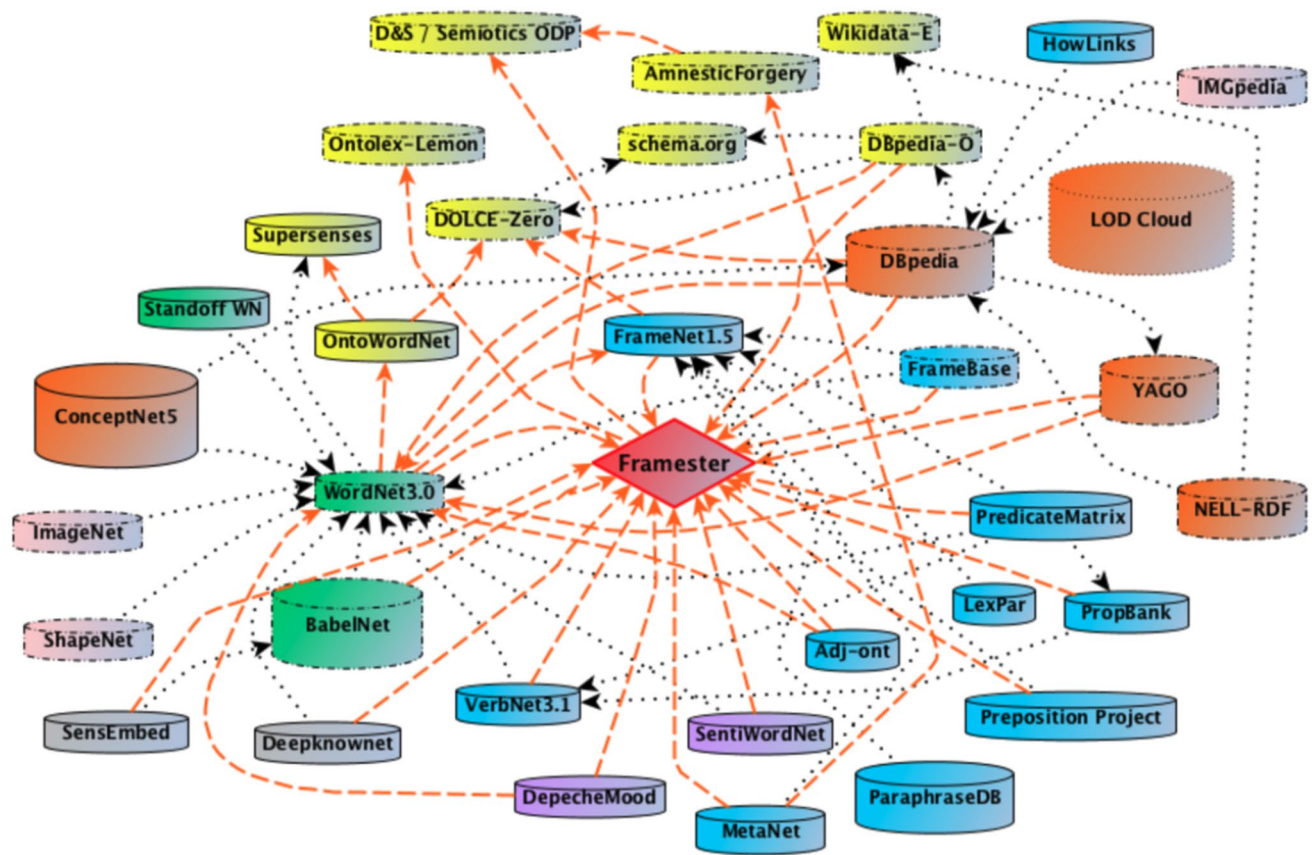 D&S / Semiotics ODP
Wikidata-E
HowLinks
AmnesticForgery
IMGpedia
Ontolex-Lemon
schema.org
DBpedia-O
DOLCE-Zero
LOD Cloud
Supersenses
DBpedia
Standoff WN
OntoWordNet
FrameNet1.5
FrameBase
YAGO
ConceptNet5
Framester
WordNet3.0
NELL-RDF
PredicateMatrix
ImageNet
LexPar
PropBank
BabelNet
ShapeNet
Adj-ont
VerbNet3.1
Preposition Project
SensEmbed
SentiWordNet
Deepknownet
DepecheMood
ParaphraseDB
MetaNet